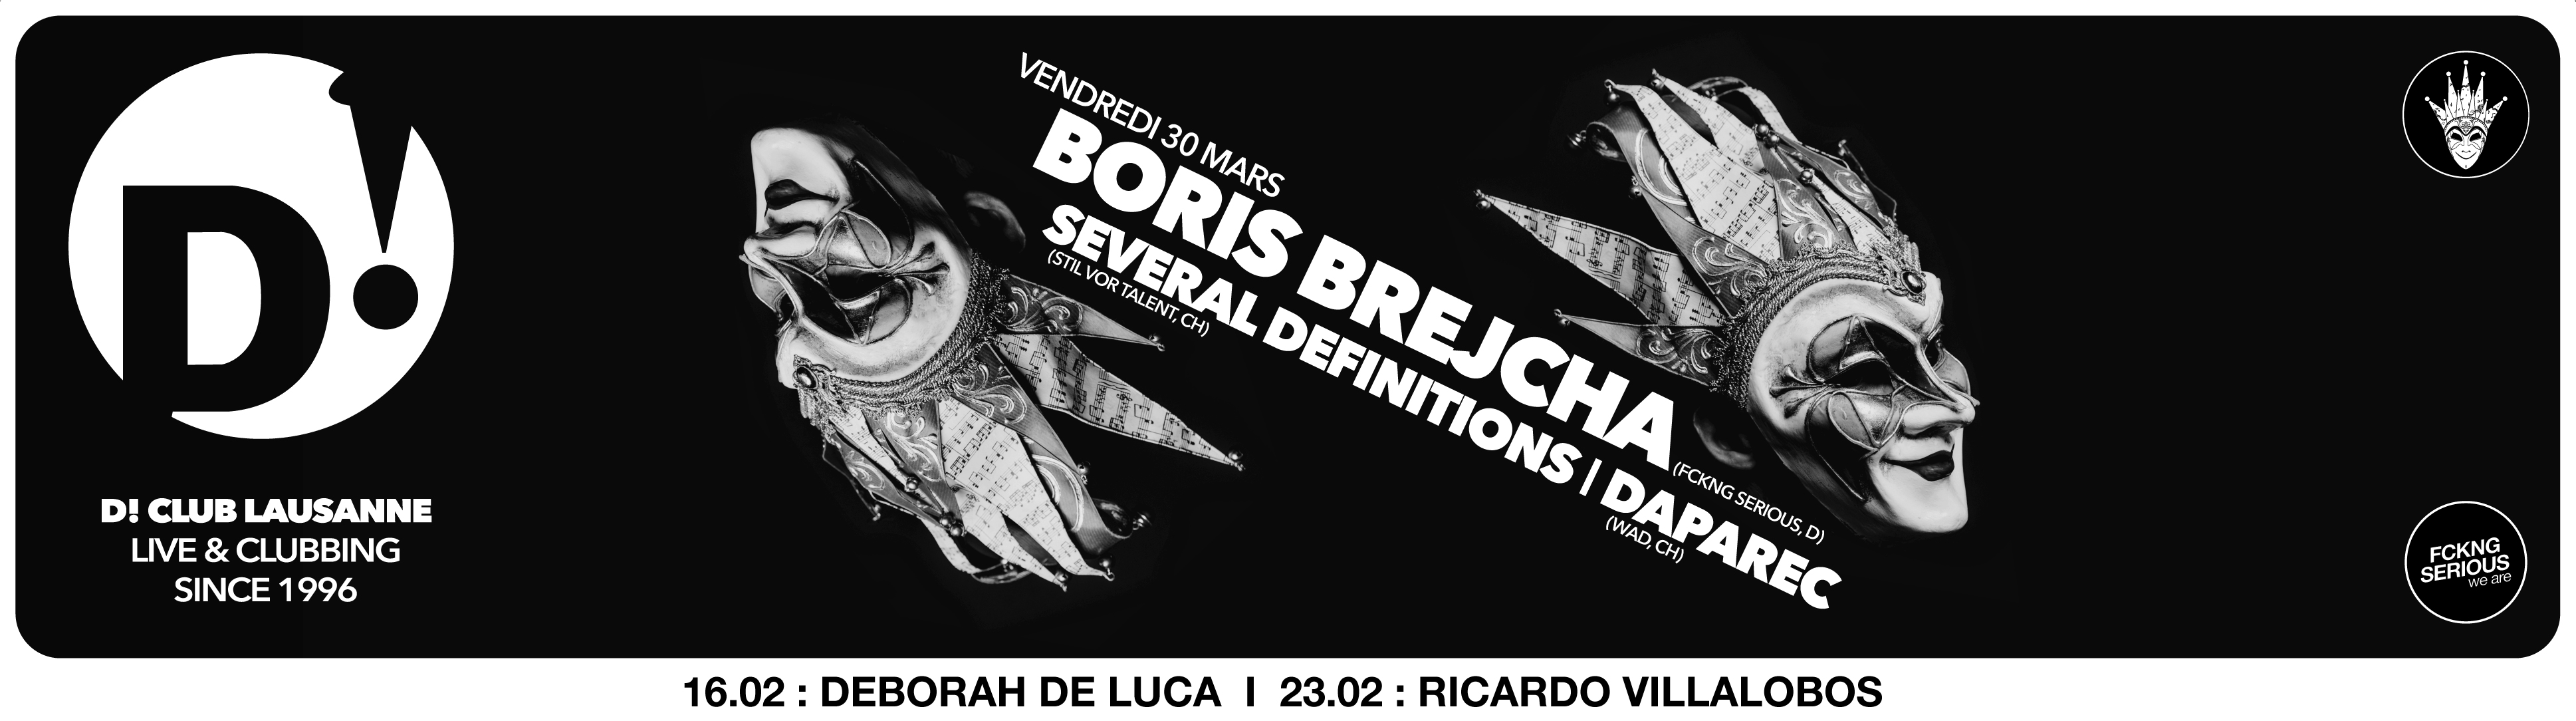 D!
D! CLUB LAUSANNE
LIVE & CLUBBING
SINCE 1996
VENDREDI 30 MARS
BORIS BREJCHA
(FCKNG SERIOUS, D)
SEVERAL DEFINITIONS | DAPAREC
(STIL VOR TALENT, CH)
(WAD, CH)
FCKNG
SERIOUS
we are
16.02 : DEBORAH DE LUCA I 23.02 : RICARDO VILLALOBOS